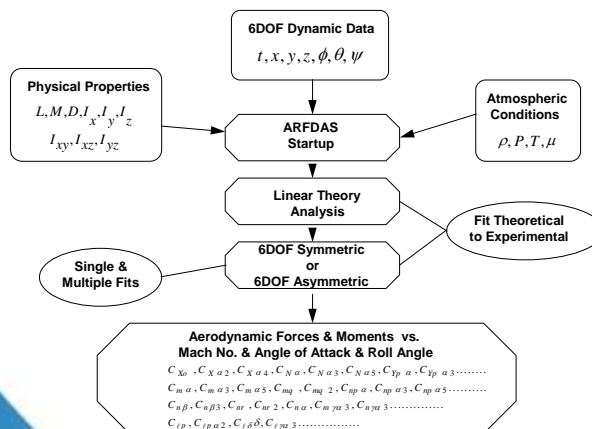 6DOF Dynamic Data
t, x, y, z, ϕ, θ, ψ
Physical Properties
L, M, D, I_x, I_y, I_z
I_xy, I_xz, I_yz
Atmospheric
Conditions
ρ, P, T, μ
ARFDAS
Startup
Linear Theory
Analysis
Fit Theoretical
to Experimental
6DOF Symmetric
or
6DOF Asymmetric
Single &
Multiple Fits
Aerodynamic Forces & Moments vs.
Mach No. & Angle of Attack & Roll Angle
C_Xo, C_Xα2, C_Xα4, C_Nα, C_Nα3, C_Nα5, C_Ypα, C_Ypα3........
C_mα, C_mα3, C_mα5, C_mq, C_mq2, C_npα, C_npα3, C_npα5.........
C_nβ, C_nβ3, C_nr, C_nr2, C_nα, C_mγα3, C_nγα3..............
C_ℓp, C_ℓpα2, C_ℓδδ, C_ℓγα3................